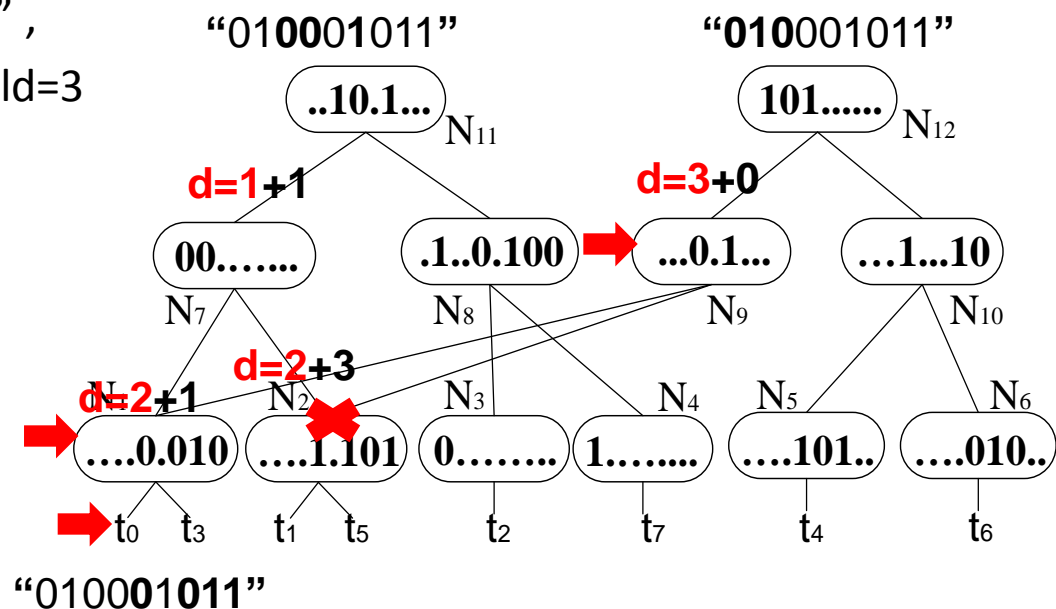 ”,
“010001011” “010001011”
ld=3
..10.1... N11 101...... N12
d=1+1 d=3+0
00....... .1..0.100 ...0.1... ...1...10
N7 N8 N9 N10
d=2+3
N1 d=2+1 N2 N3 N4 N5 N6
....0.010 ....1.101 0........ 1........ ....101.. ....010..
t0 t3 t1 t5 t2 t7 t4 t6
“010001011”